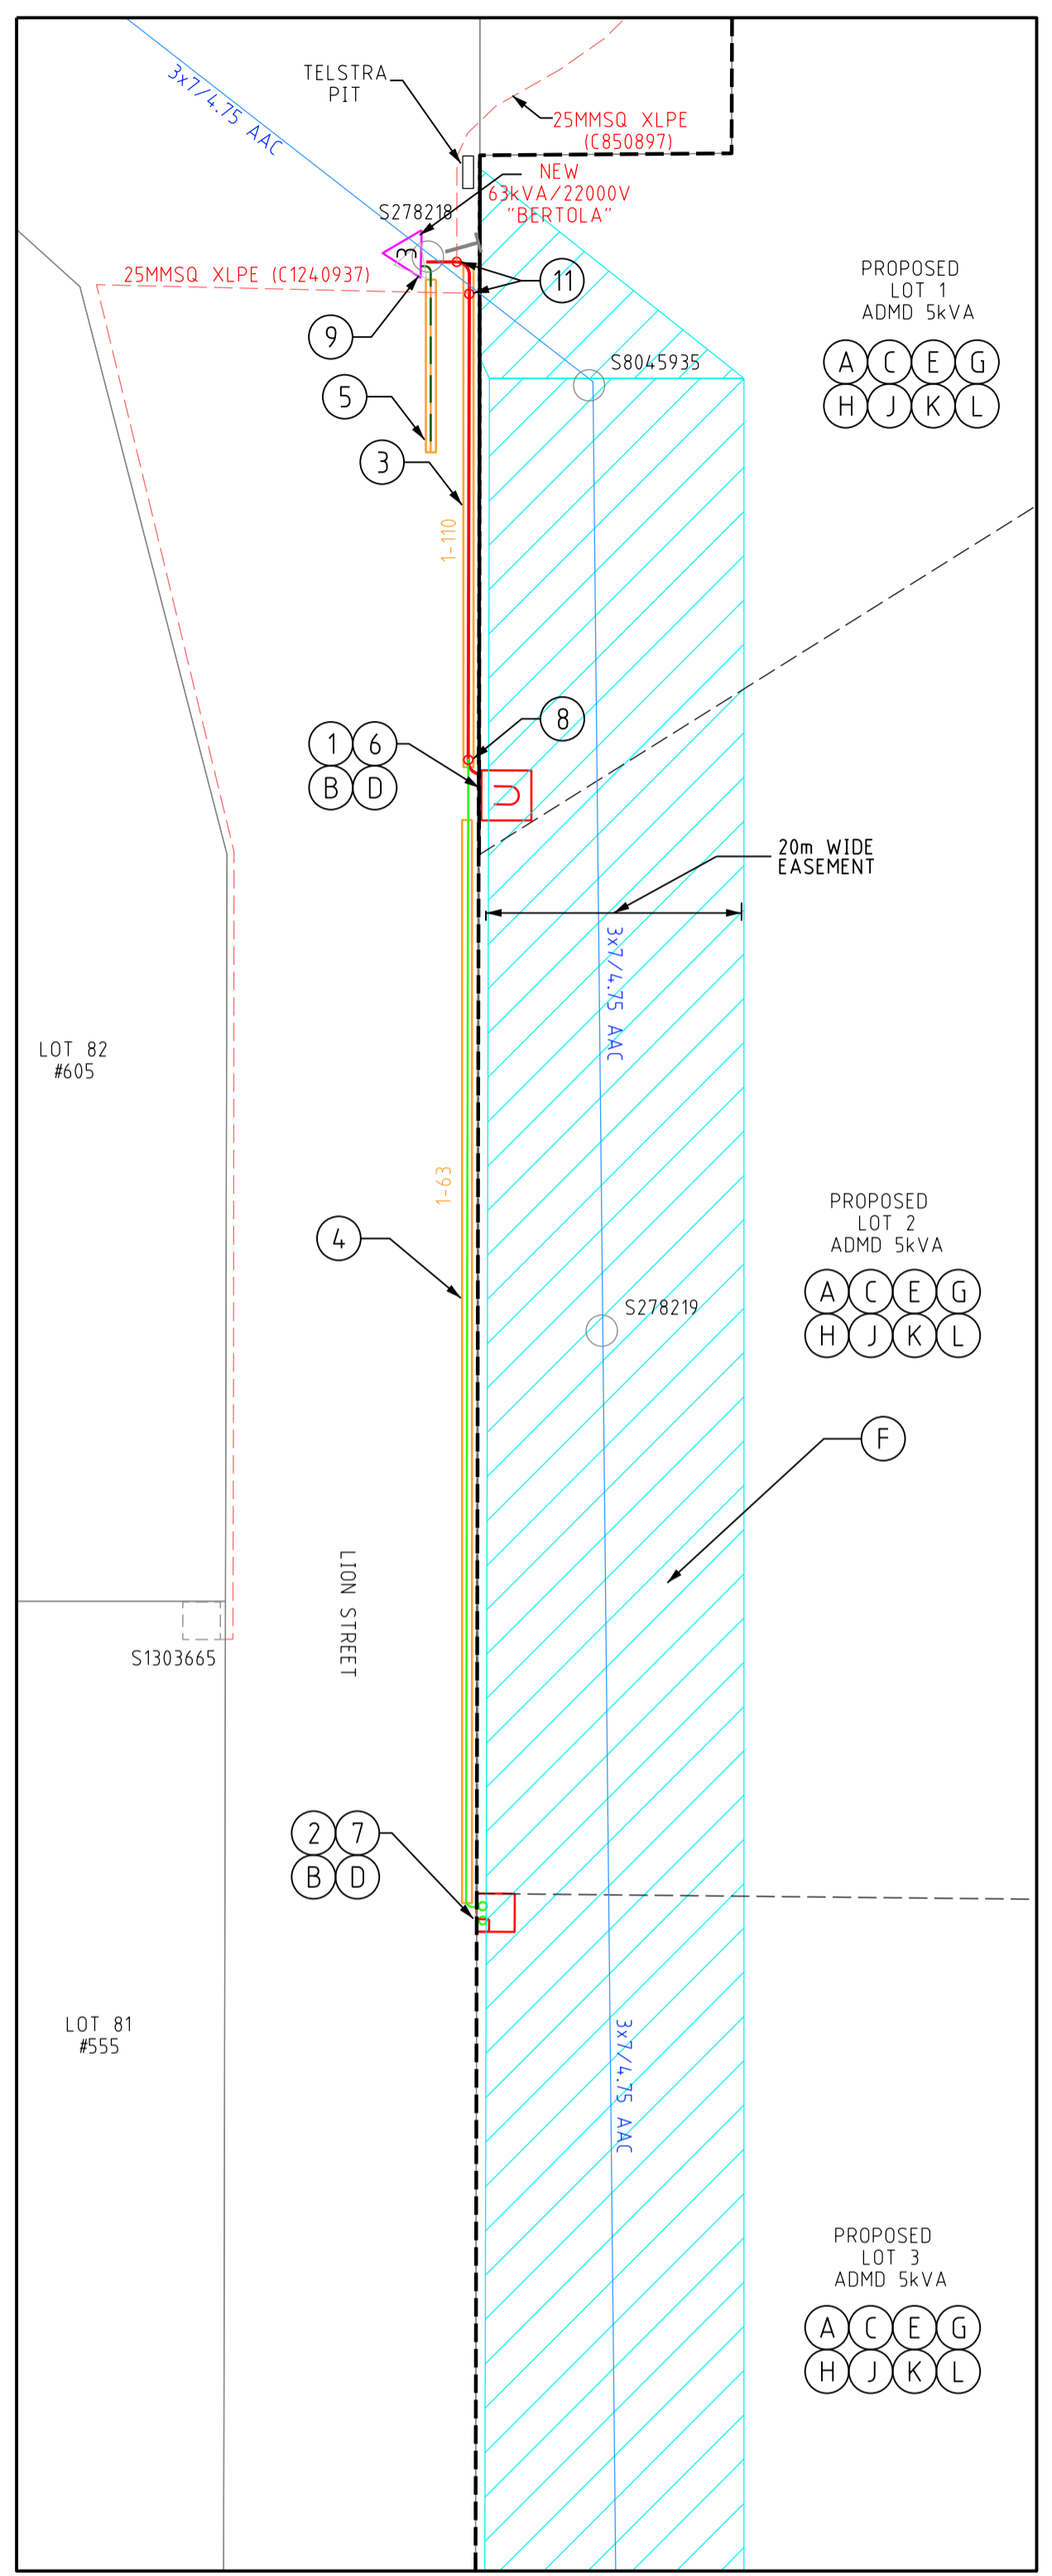 3x7/4.75 AAC
TELSTRA
PIT
25MMSQ XLPE
(C850897)
NEW
63kVA/22000V
"BERTOLA"
S278218
3
T
25MMSQ XLPE (C1240937)
11
9
5
3
1-110
S8045935
PROPOSED
LOT 1
ADMD 5kVA
A C E G
H J K L
8
1 6
B D
U
20m WIDE
EASEMENT
3x7/4.75 AAC
LOT 82
#605
1-63
4
PROPOSED
LOT 2
ADMD 5kVA
A C E G
H J K L
S278219
F
LION STREET
S1303665
2 7
B D
LOT 81
#555
3x7/4.75 AAC
PROPOSED
LOT 3
ADMD 5kVA
A C E G
H J K L